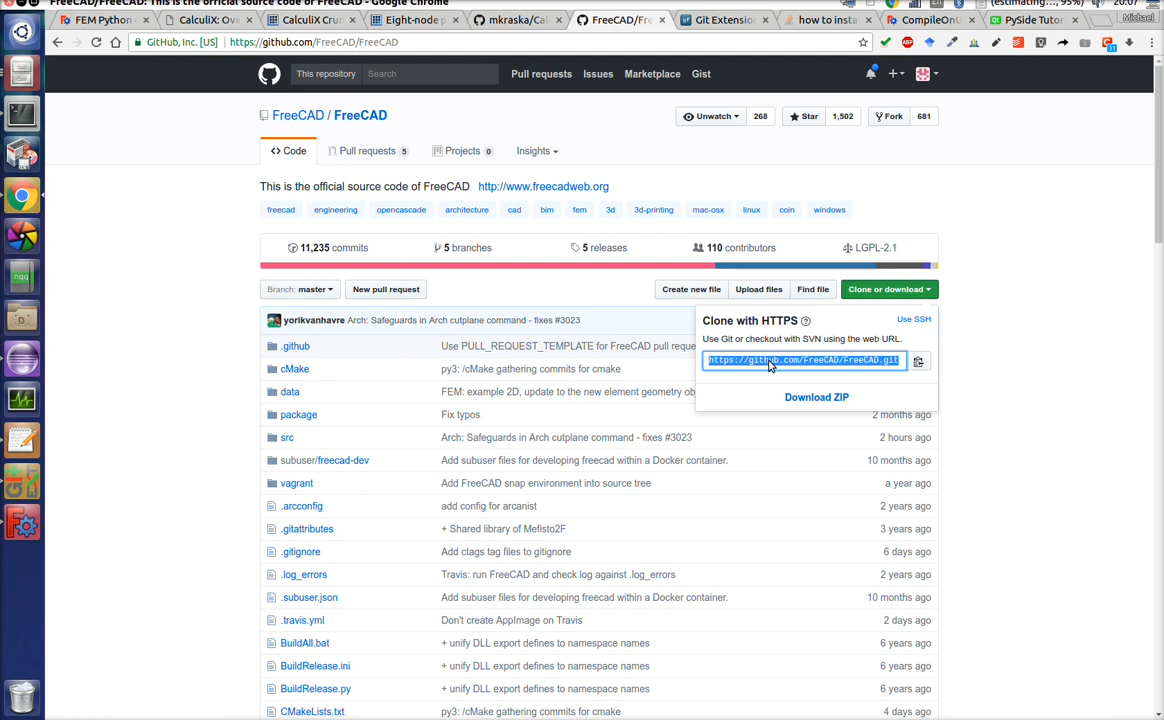 FreeCAD/FreeCAD: This is the official source code of FreeCAD - Google Chrome
(estimating..., 95%) 20:07
FEM Python CalculiX: Ove CalculiX Crun Eight-node p mkraska/Cal FreeCAD/Fre Git Extension how to insta CompileOnU PySide Tutor Michael
GitHub, Inc. [US] https://github.com/FreeCAD/FreeCAD
This repository Search Pull requests Issues Marketplace Gist
FreeCAD / FreeCAD Unwatch 268 Star 1,502 Fork 681
Code Pull requests 5 Projects 0 Insights
This is the official source code of FreeCAD http://www.freecadweb.org
freecad engineering opencascade architecture cad bim fem 3d 3d-printing mac-osx linux coin windows
11,235 commits 5 branches 5 releases 110 contributors LGPL-2.1
Branch: master New pull request Create new file Upload files Find file Clone or download
yorikvanhavre Arch: Safeguards in Arch cutplane command - fixes #3023
Clone with HTTPS Use SSH
Use Git or checkout with SVN using the web URL.
https://github.com/FreeCAD/FreeCAD.git
Download ZIP
.github Use PULL_REQUEST_TEMPLATE for FreeCAD pull reque
cMake py3: /cMake gathering commits for cmake
data FEM: example 2D, update to the new element geometry ob
package Fix typos 2 months ago
src Arch: Safeguards in Arch cutplane command - fixes #3023 2 hours ago
subuser/freecad-dev Add subuser files for developing freecad within a Docker container. 10 months ago
vagrant Add FreeCAD snap environment into source tree a year ago
.arcconfig add config for arcanist 2 years ago
.gitattributes + Shared library of Mefisto2F 3 years ago
.gitignore Add ctags tag files to gitignore 6 days ago
.log_errors Travis: run FreeCAD and check log against .log_errors 2 years ago
.subuser.json Add subuser files for developing freecad within a Docker container. 10 months ago
.travis.yml Don't create AppImage on Travis 2 days ago
BuildAll.bat + unify DLL export defines to namespace names 6 years ago
BuildRelease.ini + unify DLL export defines to namespace names 6 years ago
BuildRelease.py + unify DLL export defines to namespace names 6 years ago
CMakeLists.txt py3: /cMake gathering commits for cmake 4 days ago
nqq